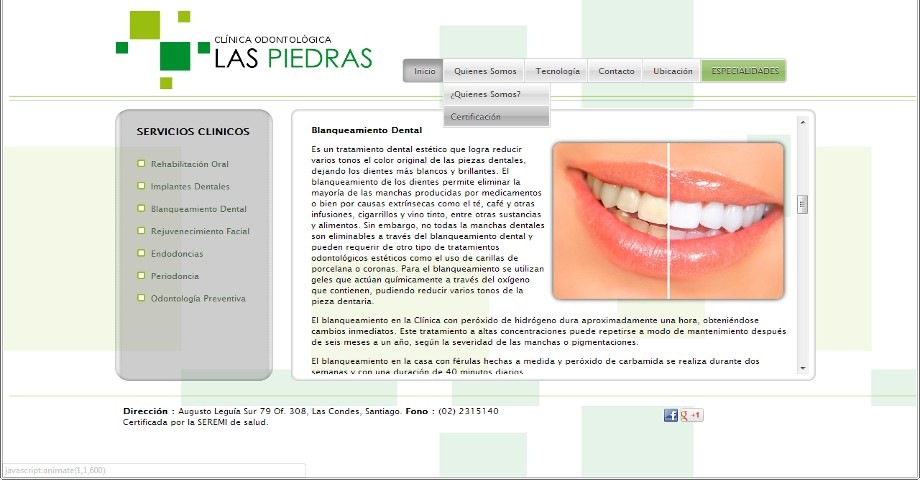 CLÍNICA ODONTOLÓGICA
LAS PIEDRAS
Inicio
Quienes Somos
Tecnología
Contacto
Ubicación
ESPECIALIDADES
¿Quienes Somos?
Certificación
SERVICIOS CLINICOS
Rehabilitación Oral
Implantes Dentales
Blanqueamiento Dental
Rejuvenecimiento Facial
Endodoncias
Periodoncia
Odontología Preventiva
Blanqueamiento Dental
Es un tratamiento dental estético que logra reducir
varios tonos el color original de las piezas dentales,
dejando los dientes más blancos y brillantes. El
blanqueamiento de los dientes permite eliminar la
mayoría de las manchas producidas por medicamentos
o bien por causas extrínsecas como el té, café y otras
infusiones, cigarrillos y vino tinto, entre otras sustancias
y alimentos. Sin embargo, no todas la manchas dentales
son eliminables a través del blanqueamiento dental y
pueden requerir de otro tipo de tratamientos
odontológicos estéticos como el uso de carillas de
porcelana o coronas. Para el blanqueamiento se utilizan
geles que actúan químicamente a través del oxígeno
que contienen, pudiendo reducir varios tonos de la
pieza dentaria.
El blanqueamiento en la Clínica con peróxido de hidrógeno dura aproximadamente una hora, obteniéndose
cambios inmediatos. Este tratamiento a altas concentraciones puede repetirse a modo de mantenimiento después
de seis meses a un año, según la severidad de las manchas o pigmentaciones.
El blanqueamiento en la casa con férulas hechas a medida y peróxido de carbamida se realiza durante dos
semanas y con una duración de 40 minutos diarios.
Dirección : Augusto Leguía Sur 79 Of. 308, Las Condes, Santiago. Fono : (02) 2315140
Certificada por la SEREMI de salud.
f g +1
javascript:animate(1,1,600)